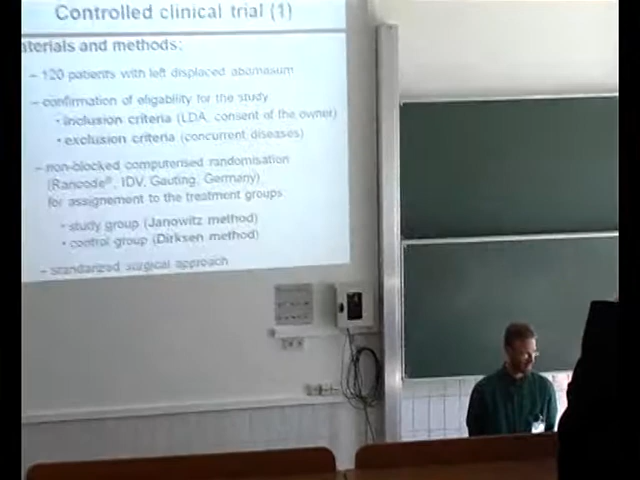 Controlled clinical trial (1)
aterials and methods:
– 120 patients with left displaced abomasum
– confirmation of eligability for the study
• inclusion criteria (LDA, consent of the owner)
• exclusion criteria (concurrent diseases)
– non-blocked computerised randomisation
(Rancode®, IDV, Gauting, Germany)
for assignement to the treatment groups
• study group (Janowitz method)
• control group (Dirksen method)
– standarized surgical approach